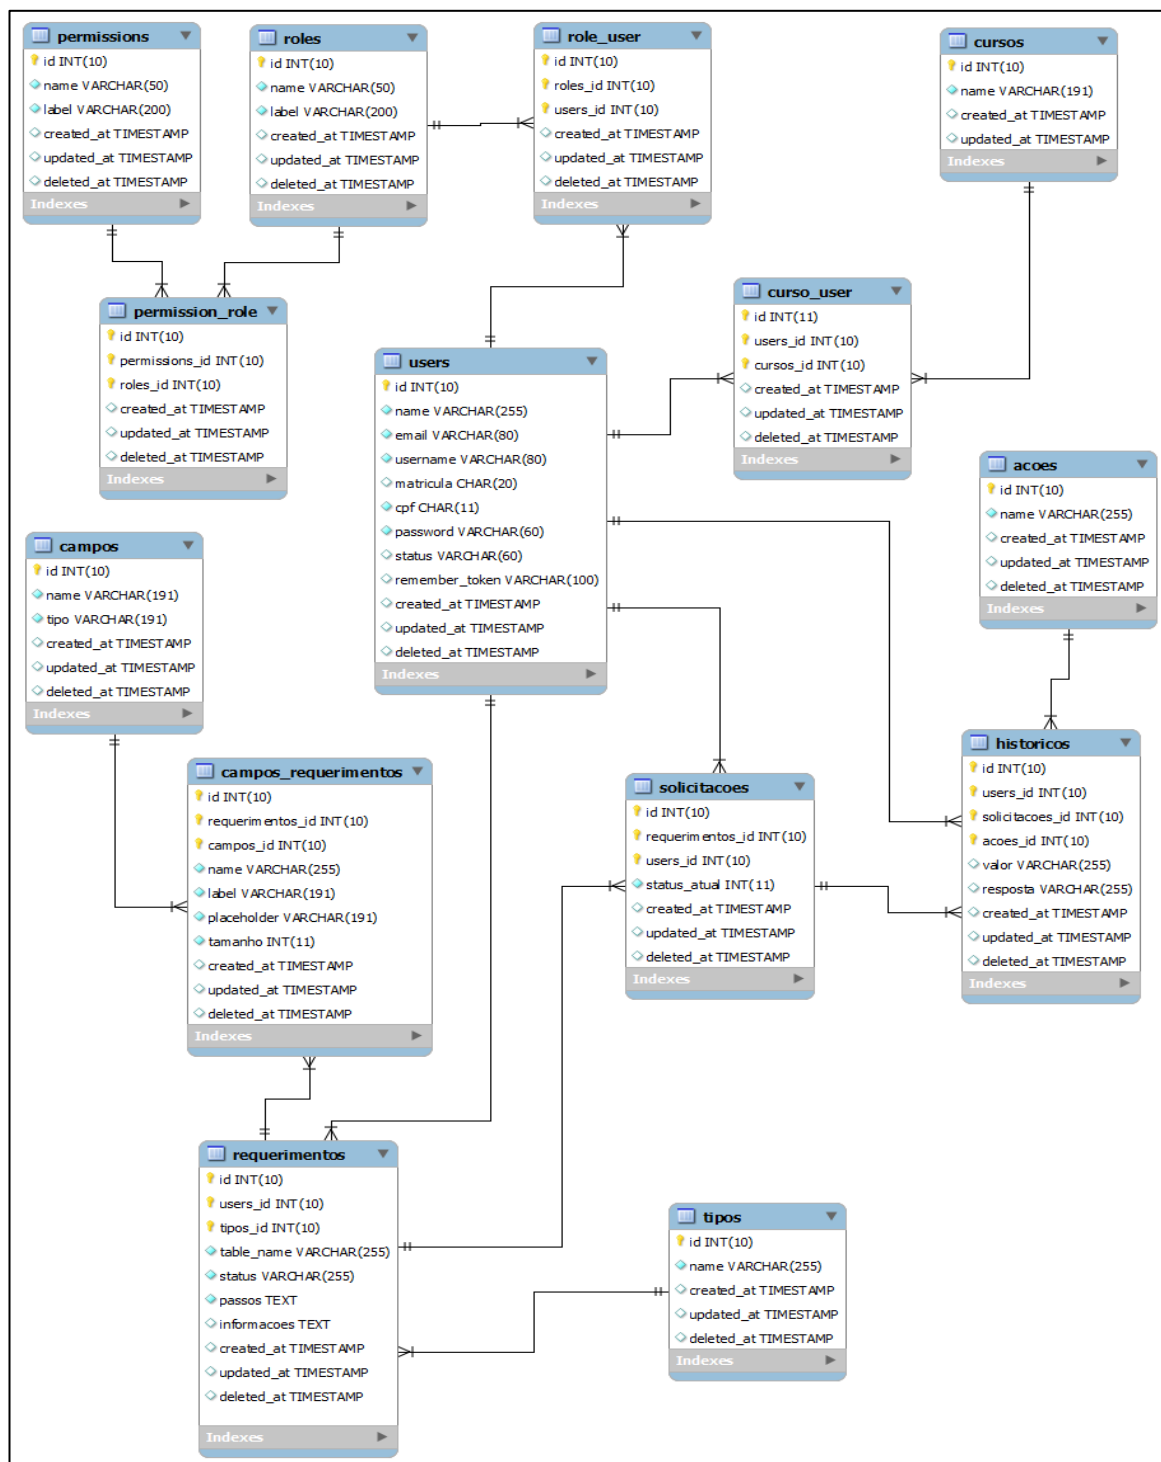 permissions
id INT(10)
name VARCHAR(50)
label VARCHAR(200)
created_at TIMESTAMP
updated_at TIMESTAMP
deleted_at TIMESTAMP
Indexes
roles
id INT(10)
name VARCHAR(50)
label VARCHAR(200)
created_at TIMESTAMP
updated_at TIMESTAMP
deleted_at TIMESTAMP
Indexes
role_user
id INT(10)
roles_id INT(10)
users_id INT(10)
created_at TIMESTAMP
updated_at TIMESTAMP
deleted_at TIMESTAMP
Indexes
cursos
id INT(10)
name VARCHAR(191)
created_at TIMESTAMP
updated_at TIMESTAMP
Indexes
permission_role
id INT(10)
permissions_id INT(10)
roles_id INT(10)
created_at TIMESTAMP
updated_at TIMESTAMP
deleted_at TIMESTAMP
Indexes
users
id INT(10)
name VARCHAR(255)
email VARCHAR(80)
username VARCHAR(80)
matricula CHAR(20)
cpf CHAR(11)
password VARCHAR(60)
status VARCHAR(60)
remember_token VARCHAR(100)
created_at TIMESTAMP
updated_at TIMESTAMP
deleted_at TIMESTAMP
Indexes
curso_user
id INT(11)
users_id INT(10)
cursos_id INT(10)
created_at TIMESTAMP
updated_at TIMESTAMP
deleted_at TIMESTAMP
Indexes
acoes
id INT(10)
name VARCHAR(255)
created_at TIMESTAMP
updated_at TIMESTAMP
deleted_at TIMESTAMP
Indexes
campos
id INT(10)
name VARCHAR(191)
tipo VARCHAR(191)
created_at TIMESTAMP
updated_at TIMESTAMP
deleted_at TIMESTAMP
Indexes
campos_requerimentos
id INT(10)
requerimentos_id INT(10)
campos_id INT(10)
name VARCHAR(255)
label VARCHAR(191)
placeholder VARCHAR(191)
tamanho INT(11)
created_at TIMESTAMP
updated_at TIMESTAMP
deleted_at TIMESTAMP
Indexes
solicitacoes
id INT(10)
requerimentos_id INT(10)
users_id INT(10)
status_atual INT(11)
created_at TIMESTAMP
updated_at TIMESTAMP
deleted_at TIMESTAMP
Indexes
historicos
id INT(10)
users_id INT(10)
solicitacoes_id INT(10)
acoes_id INT(10)
valor VARCHAR(255)
resposta VARCHAR(255)
created_at TIMESTAMP
updated_at TIMESTAMP
deleted_at TIMESTAMP
Indexes
requerimentos
id INT(10)
users_id INT(10)
tipos_id INT(10)
table_name VARCHAR(255)
status VARCHAR(255)
passos TEXT
informacoes TEXT
created_at TIMESTAMP
updated_at TIMESTAMP
deleted_at TIMESTAMP
Indexes
tipos
id INT(10)
name VARCHAR(255)
created_at TIMESTAMP
updated_at TIMESTAMP
deleted_at TIMESTAMP
Indexes